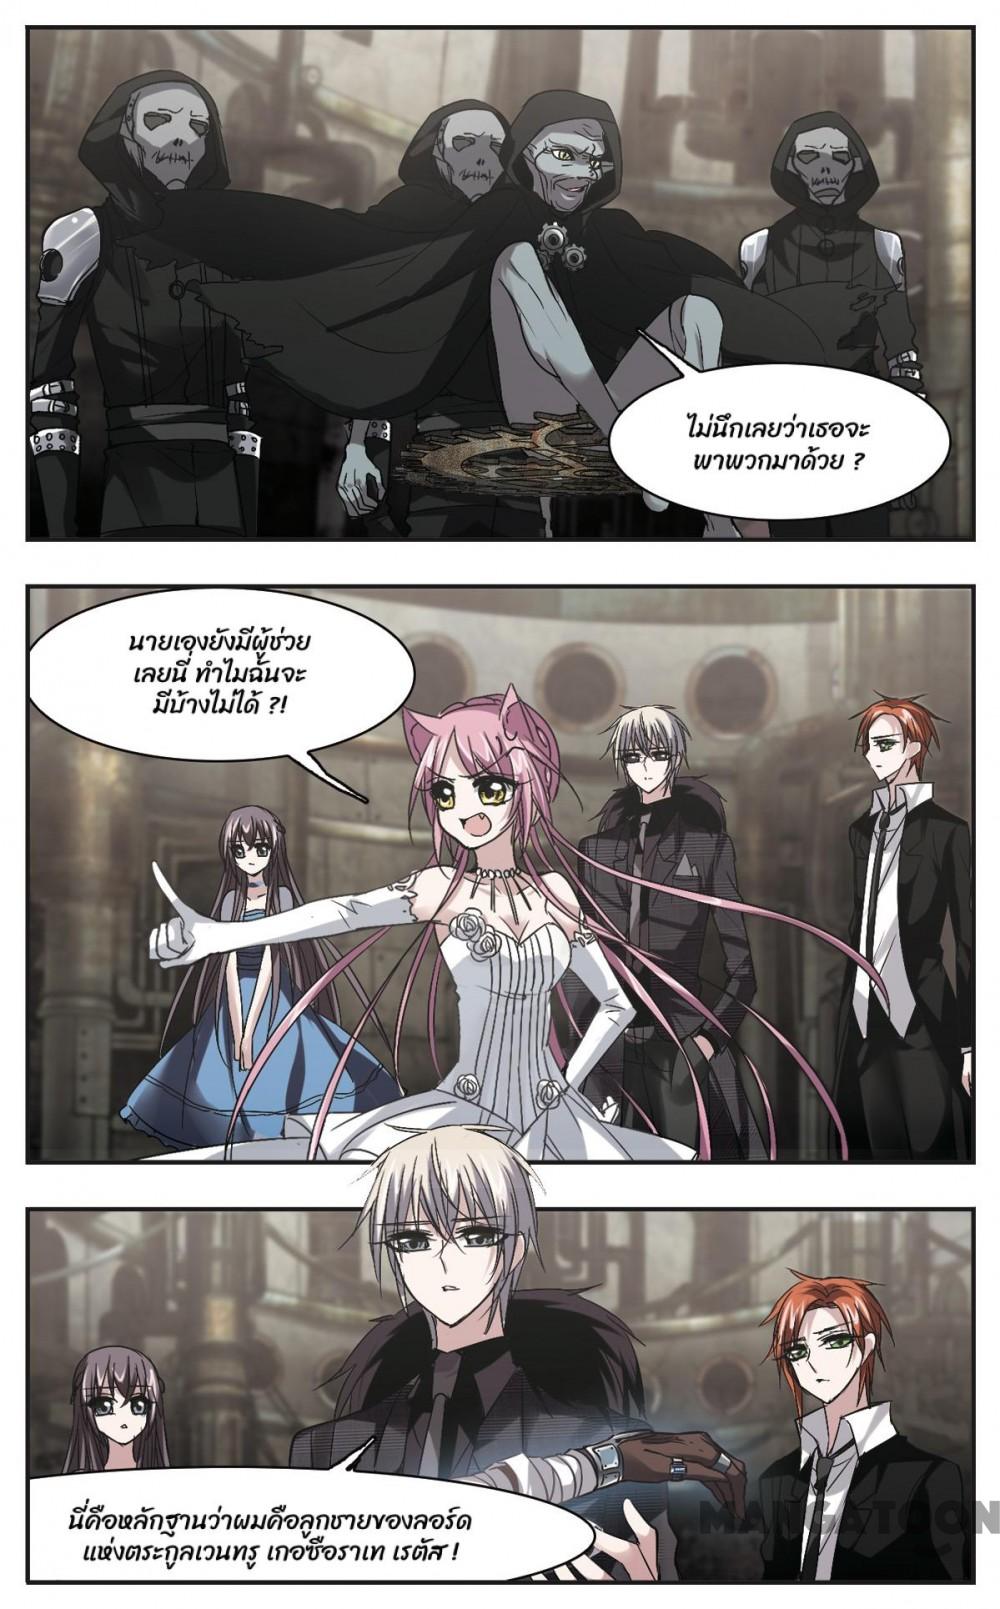 ไม่นึกเลยว่าเธอจะ
พาพวกมาด้วย ?
นายเองยังมีผู้ช่วย
เลยนี่ ทำไมฉันจะ
มีบ้างไม่ได้ ?!
นี่คือหลักฐานว่าผมคือลูกชายของลอร์ด
แห่งตระกูลเวนทรู เกอซือราเท เรตัส !
MANGATOON